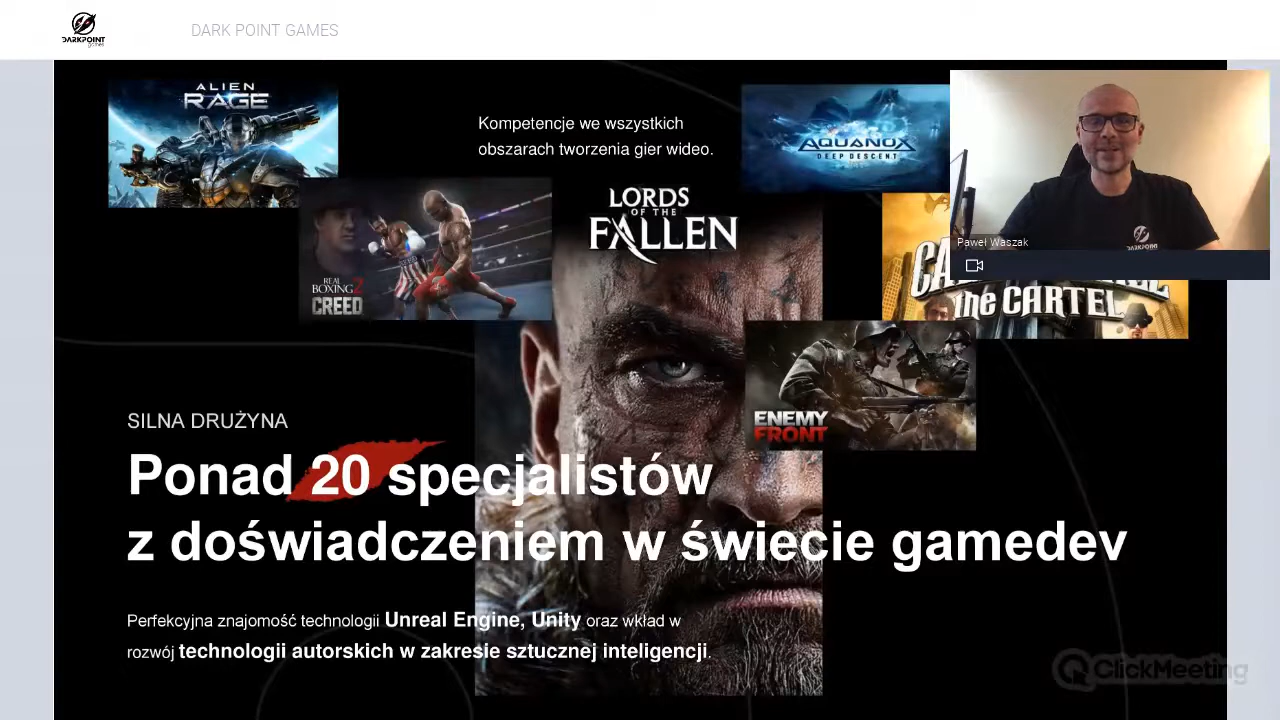 DARKPOINT
games
DARK POINT GAMES
ALIEN
RAGE
Kompetencje we wszystkich
obszarach tworzenia gier wideo.
AQUANOX
DEEP DESCENT
Paweł Waszak
LORDS
OF THE
FALLEN
REAL
BOXING 2
CREED
the CARTEL
ENEMY
FRONT
SILNA DRUŻYNA
Ponad 20 specjalistów
z doświadczeniem w świecie gamedev
Perfekcyjna znajomość technologii Unreal Engine, Unity oraz wkład w
rozwój technologii autorskich w zakresie sztucznej inteligencji.
ClickMeeting